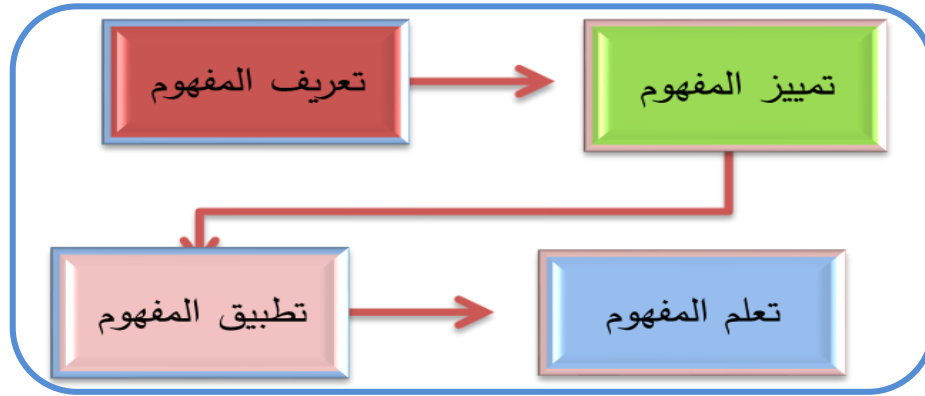 تعريف المفهوم
تمييز المفهوم
تطبيق المفهوم
تعلم المفهوم